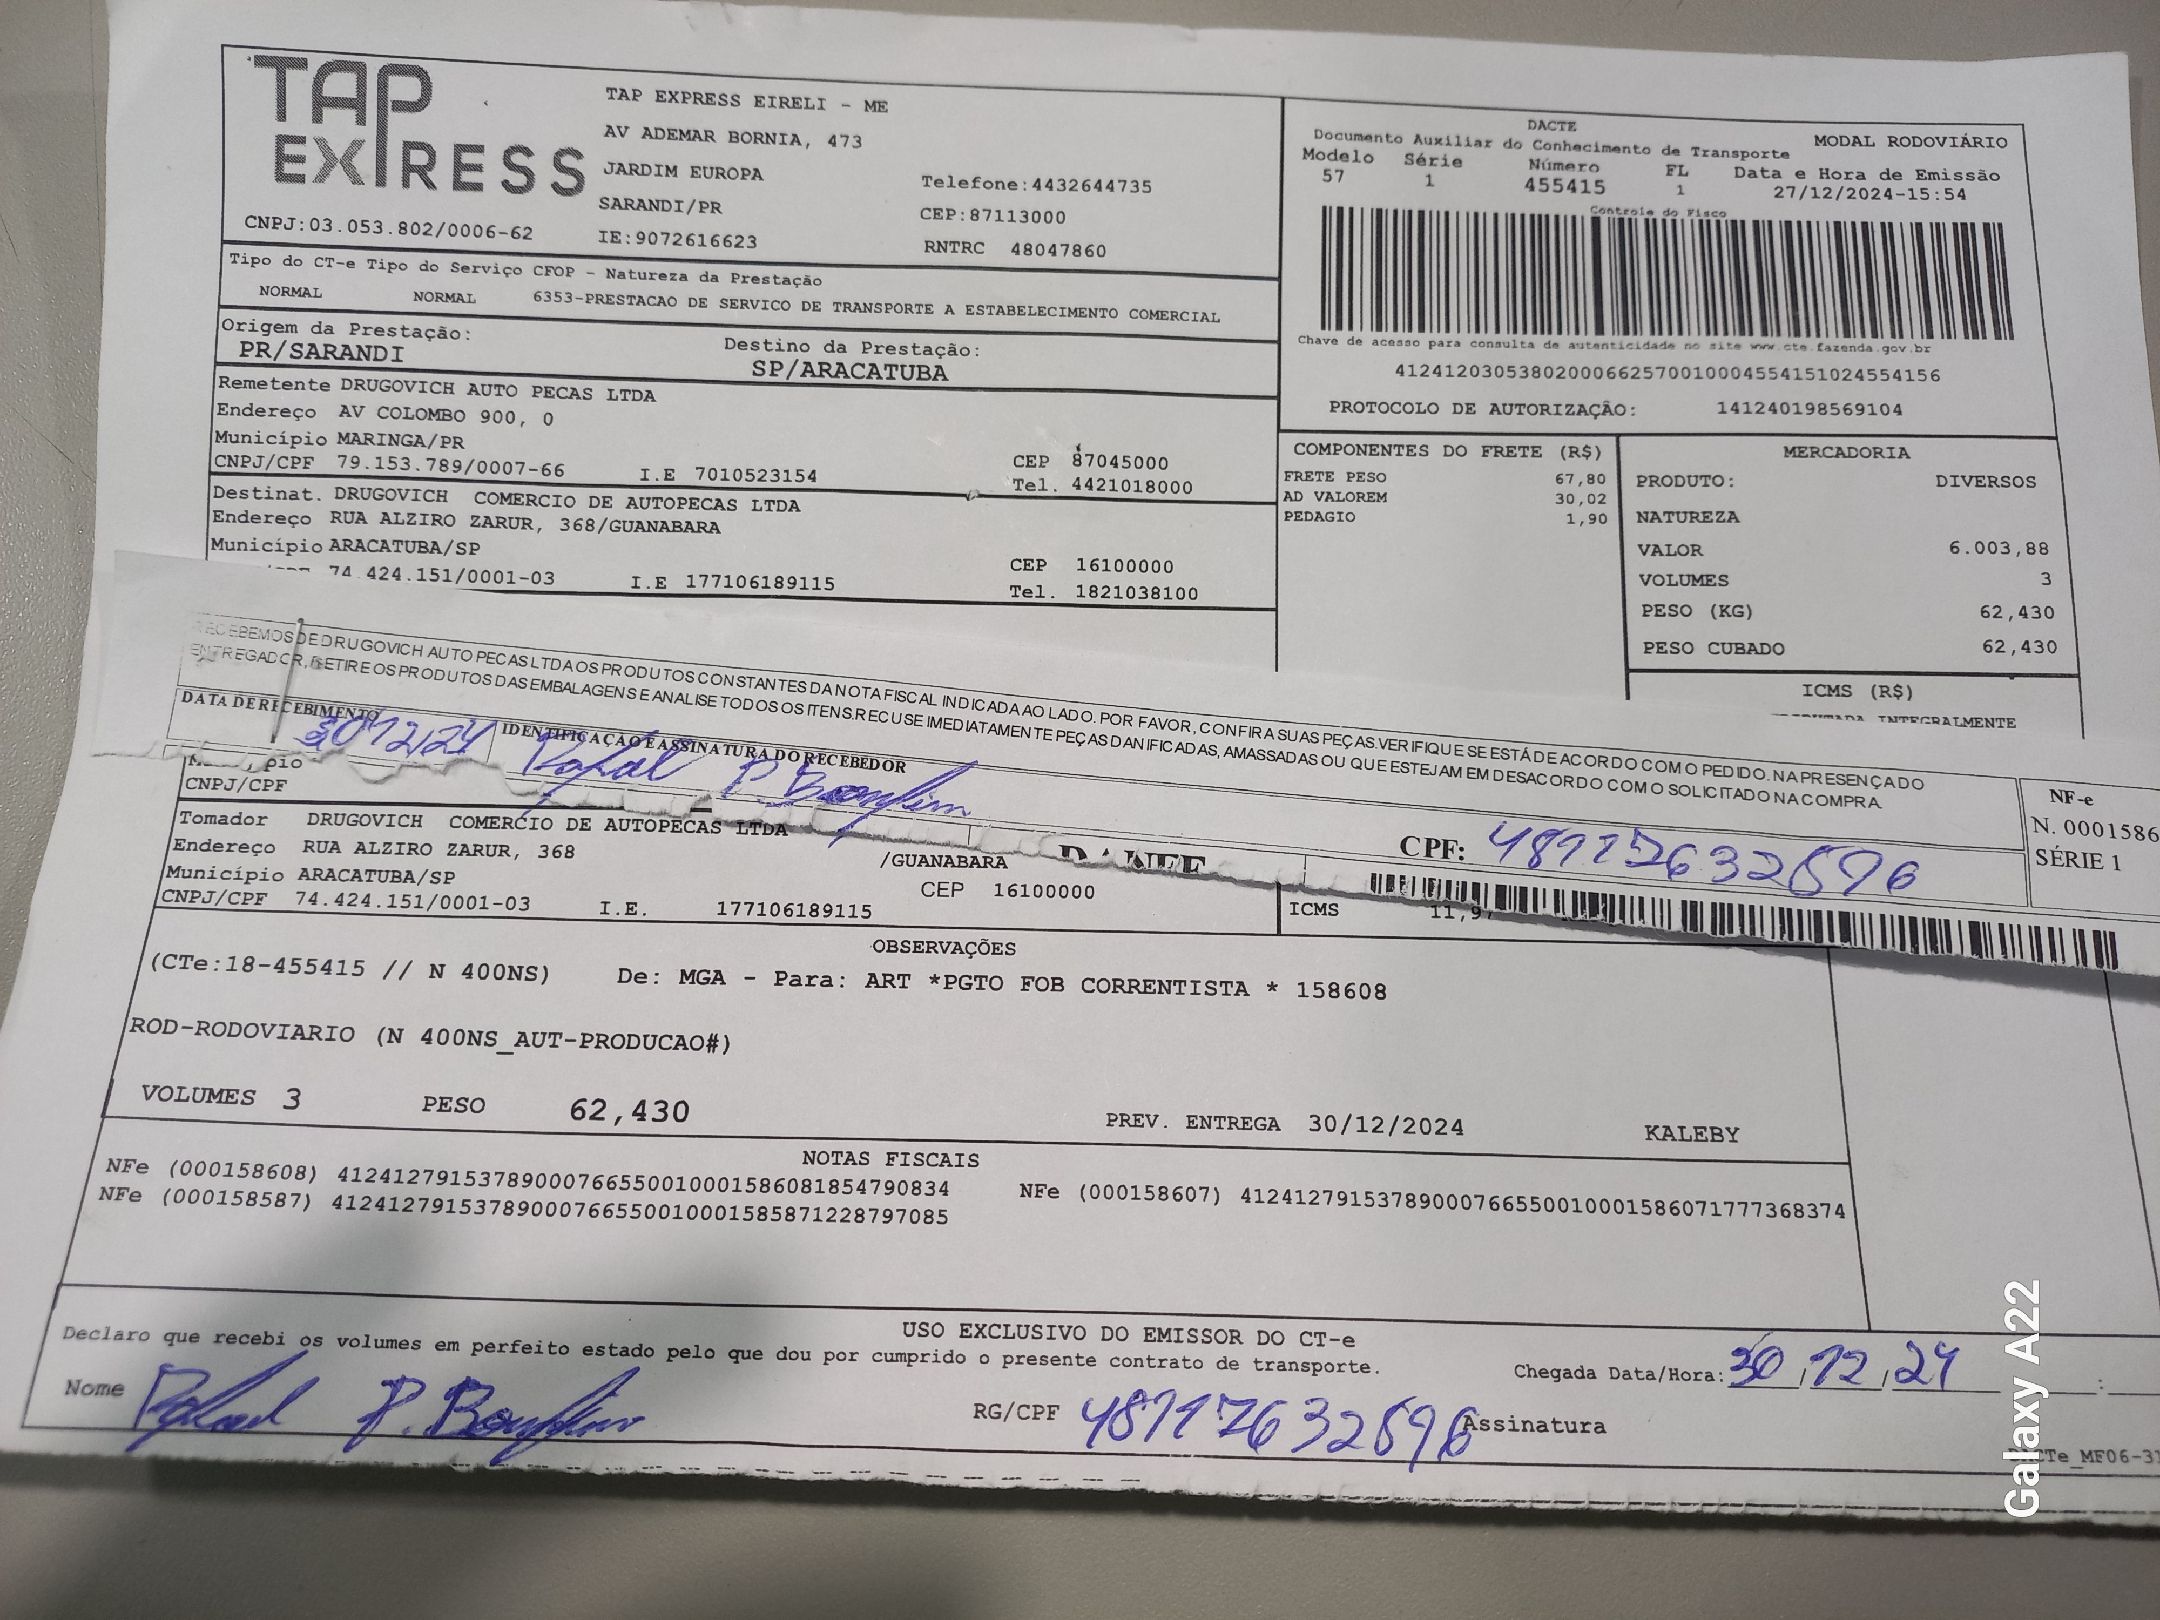 TAP EXPRESS
TAP EXPRESS EIRELI - ME
AV ADEMAR BORNIA, 473
JARDIM EUROPA
Telefone:4432644735
SARANDI/PR
CEP:87113000
CNPJ:03.053.802/0006-62
IE:9072616623
RNTRC 48047860
DACTE
Documento Auxiliar do Conhecimento de Transporte
MODAL RODOVIÁRIO
Modelo Série Número FL Data e Hora de Emissão
57 1 455415 1 27/12/2024-15:54
Controle do Fisco
Chave de acesso para consulta de autenticidade no site www.cte.fazenda.gov.br
41241203053802000662570010004554151024554156
PROTOCOLO DE AUTORIZAÇÃO: 141240198569104
Tipo do CT-e Tipo do Serviço CFOP - Natureza da Prestação
NORMAL NORMAL 6353-PRESTACAO DE SERVICO DE TRANSPORTE A ESTABELECIMENTO COMERCIAL
Origem da Prestação: Destino da Prestação:
PR/SARANDI SP/ARACATUBA
Remetente DRUGOVICH AUTO PECAS LTDA
Endereço AV COLOMBO 900, 0
Município MARINGA/PR CEP 87045000
CNPJ/CPF 79.153.789/0007-66 I.E 7010523154 Tel. 4421018000
Destinat. DRUGOVICH COMERCIO DE AUTOPECAS LTDA
Endereço RUA ALZIRO ZARUR, 368/GUANABARA
Município ARACATUBA/SP CEP 16100000
74.424.151/0001-03 I.E 177106189115 Tel. 1821038100
COMPONENTES DO FRETE (R$)
FRETE PESO 67,80
AD VALOREM 30,02
PEDAGIO 1,90
MERCADORIA
PRODUTO: DIVERSOS
NATUREZA
VALOR 6.003,88
VOLUMES 3
PESO (KG) 62,430
PESO CUBADO 62,430
ICMS (R$)
INTEGRALMENTE
RECEBEMOS DE DRUGOVICH AUTO PECAS LTDA OS PRODUTOS CONSTANTES DA NOTA FISCAL INDICADA AO LADO. POR FAVOR, CONFIRA SUAS PEÇAS. VERIFIQUE SE ESTÁ DE ACORDO COM O PEDIDO. NA PRESENÇA DO
ENTREGADOR, RETIRE OS PRODUTOS DAS EMBALAGENS E ANALISE TODOS OS ITENS. RECUSE IMEDIATAMENTE PEÇAS DANIFICADAS, AMASSADAS OU QUE ESTEJAM EM DESACORDO COM O SOLICITADO NA COMPRA.
DATA DE RECEBIMENTO IDENTIFICAÇÃO E ASSINATURA DO RECEBEDOR
30 12 24 Rafael P. Bomfim
CPF: 48117632896
NF-e
N. 0001586
SÉRIE 1
DANFE
CNPJ/CPF
Tomador DRUGOVICH COMERCIO DE AUTOPECAS LTDA
Endereço RUA ALZIRO ZARUR, 368 /GUANABARA
Município ARACATUBA/SP CEP 16100000
CNPJ/CPF 74.424.151/0001-03 I.E. 177106189115
ICMS 11,97
OBSERVAÇÕES
(CTe:18-455415 // N 400NS) De: MGA - Para: ART *PGTO FOB CORRENTISTA * 158608
ROD-RODOVIARIO (N 400NS_AUT-PRODUCAO#)
VOLUMES 3 PESO 62,430 PREV. ENTREGA 30/12/2024 KALEBY
NOTAS FISCAIS
NFe (000158608) 41241279153789000766550010001586081854790834 NFe (000158607) 41241279153789000766550010001586071777368374
NFe (000158587) 41241279153789000766550010001585871228797085
USO EXCLUSIVO DO EMISSOR DO CT-e
Declaro que recebi os volumes em perfeito estado pelo que dou por cumprido o presente contrato de transporte.
Chegada Data/Hora: 30/12/24 :
Nome Rafael P. Bomfim RG/CPF 48117632896 Assinatura
Galaxy A22